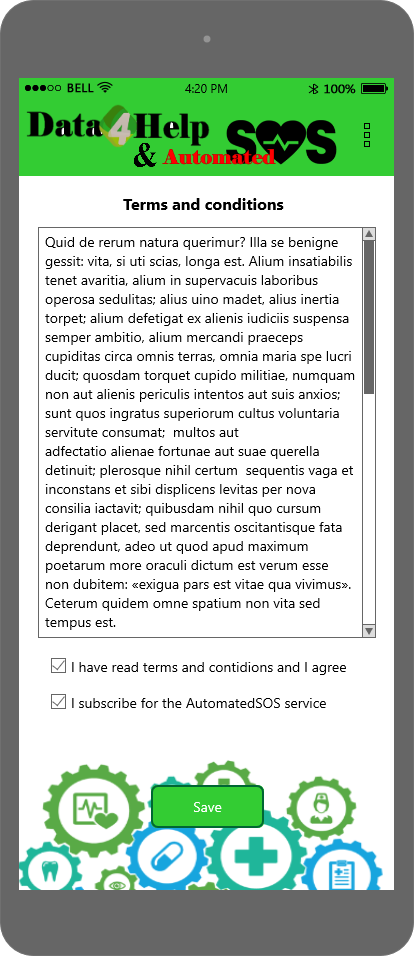 BELL 4:20 PM 100%
Data4Help
& Automated SOS
Terms and conditions
Quid de rerum natura querimur? Illa se benigne
gessit: vita, si uti scias, longa est. Alium insatiabilis
tenet avaritia, alium in supervacuis laboribus
operosa sedulitas; alius uino madet, alius inertia
torpet; alium defetigat ex alienis iudiciis suspensa
semper ambitio, alium mercandi praeceps
cupiditas circa omnis terras, omnia maria spe lucri
ducit; quosdam torquet cupido militiae, numquam
non aut alienis periculis intentos aut suis anxios;
sunt quos ingratus superiorum cultus voluntaria
servitute consumat;  multos aut
adfectatio alienae fortunae aut suae querella
detinuit; plerosque nihil certum  sequentis vaga et
inconstans et sibi displicens levitas per nova
consilia iactavit; quibusdam nihil quo cursum
derigant placet, sed marcentis oscitantisque fata
deprendunt, adeo ut quod apud maximum
poetarum more oraculi dictum est verum esse
non dubitem: «exigua pars est vitae qua vivimus».
Ceterum quidem omne spatium non vita sed
tempus est.
I have read terms and contidions and I agree
I subscribe for the AutomatedSOS service
Save